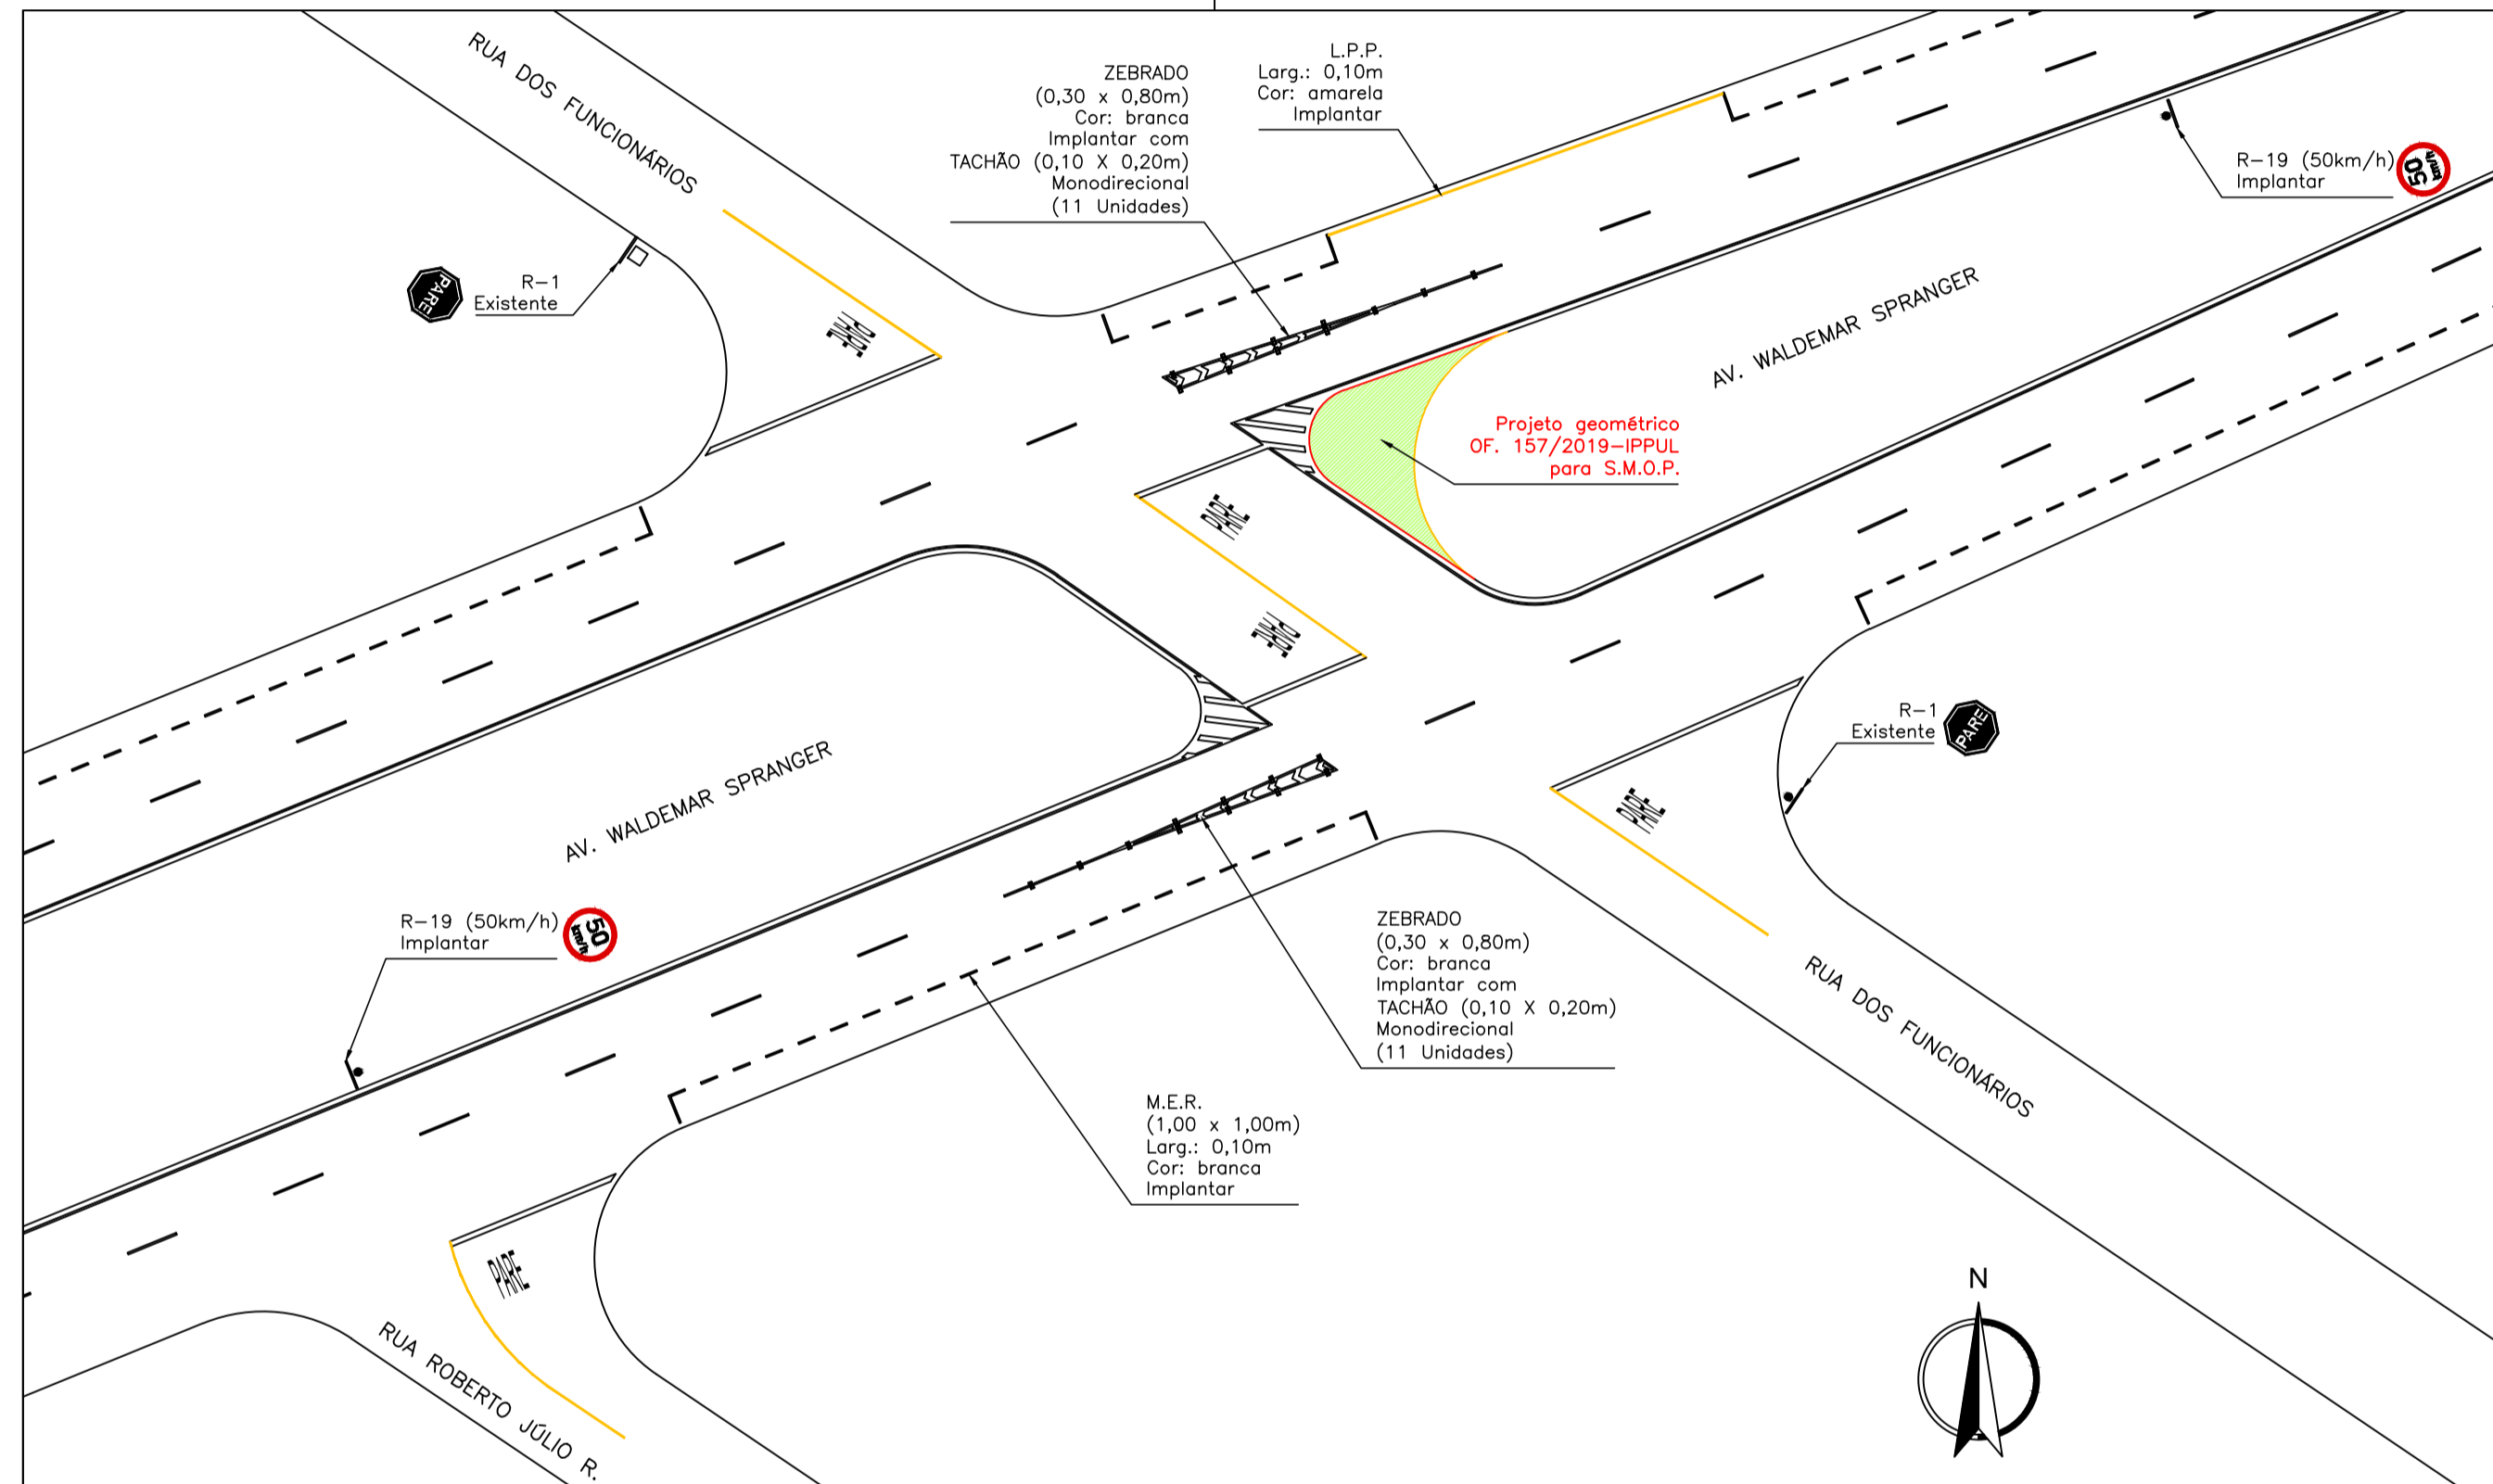 RUA DOS FUNCIONÁRIOS
ZEBRADO
(0,30 x 0,80m)
Cor: branca
Implantar com
TACHÃO (0,10 X 0,20m)
Monodirecional
(11 Unidades)
L.P.P.
Larg.: 0,10m
Cor: amarela
Implantar
R-19 (50km/h)
Implantar
50
km/h
PARE
R-1
Existente
PARE
AV. WALDEMAR SPRANGER
Projeto geométrico
OF. 157/2019-IPPUL
para S.M.O.P.
PARE
PARE
R-1
Existente
PARE
PARE
AV. WALDEMAR SPRANGER
R-19 (50km/h)
Implantar
50
km/h
ZEBRADO
(0,30 x 0,80m)
Cor: branca
Implantar com
TACHÃO (0,10 X 0,20m)
Monodirecional
(11 Unidades)
RUA DOS FUNCIONÁRIOS
M.E.R.
(1,00 x 1,00m)
Larg.: 0,10m
Cor: branca
Implantar
PARE
RUA ROBERTO JÚLIO R.
N